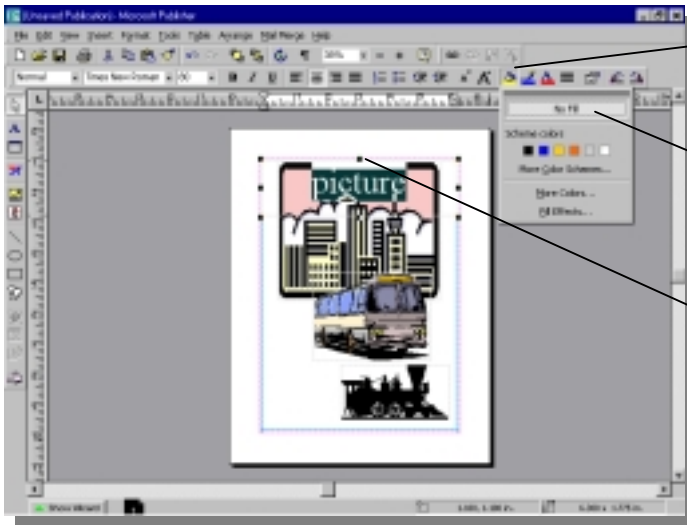 [Unsaved Publication] - Microsoft Publisher
File Edit View Insert Format Tools Table Arrange Mail Merge Help
Normal Times New Roman
No Fill
Scheme colors
More Color Schemes...
More Colors...
Fill Effects...
picture
Show Wizard